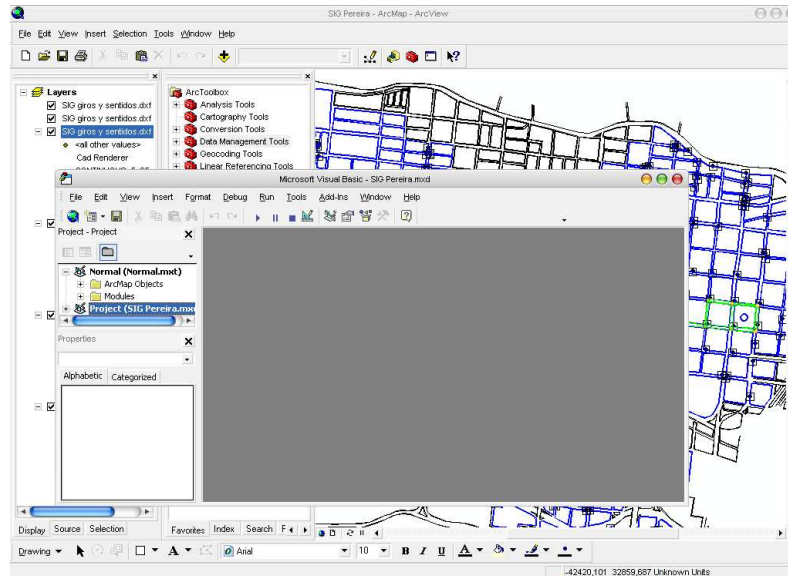 SIG Pereira - ArcMap - ArcView
File Edit View Insert Selection Tools Window Help
Layers
SIG giros y sentidos.dxf
SIG giros y sentidos.dxf
SIG giros y sentidos.dxf
<all other values>
Cad Renderer
ArcToolbox
Analysis Tools
Cartography Tools
Conversion Tools
Data Management Tools
Geocoding Tools
Linear Referencing Tools
Microsoft Visual Basic - SIG Pereira.mxd
File Edit View Insert Format Debug Run Tools Add-Ins Window Help
Project - Project
Normal (Normal.mxt)
ArcMap Objects
Modules
Project (SIG Pereira.mx
Properties
Alphabetic Categorized
Display Source Selection
Favorites Index Search F
Drawing A Arial 10 B I U A
-42420,101 32859,687 Unknown Units